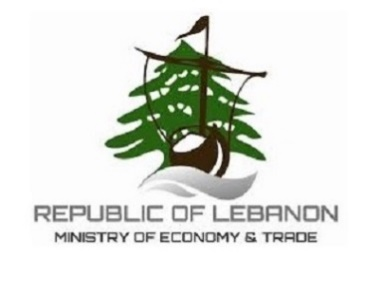 REPUBLIC OF LEBANON
MINISTRY OF ECONOMY & TRADE